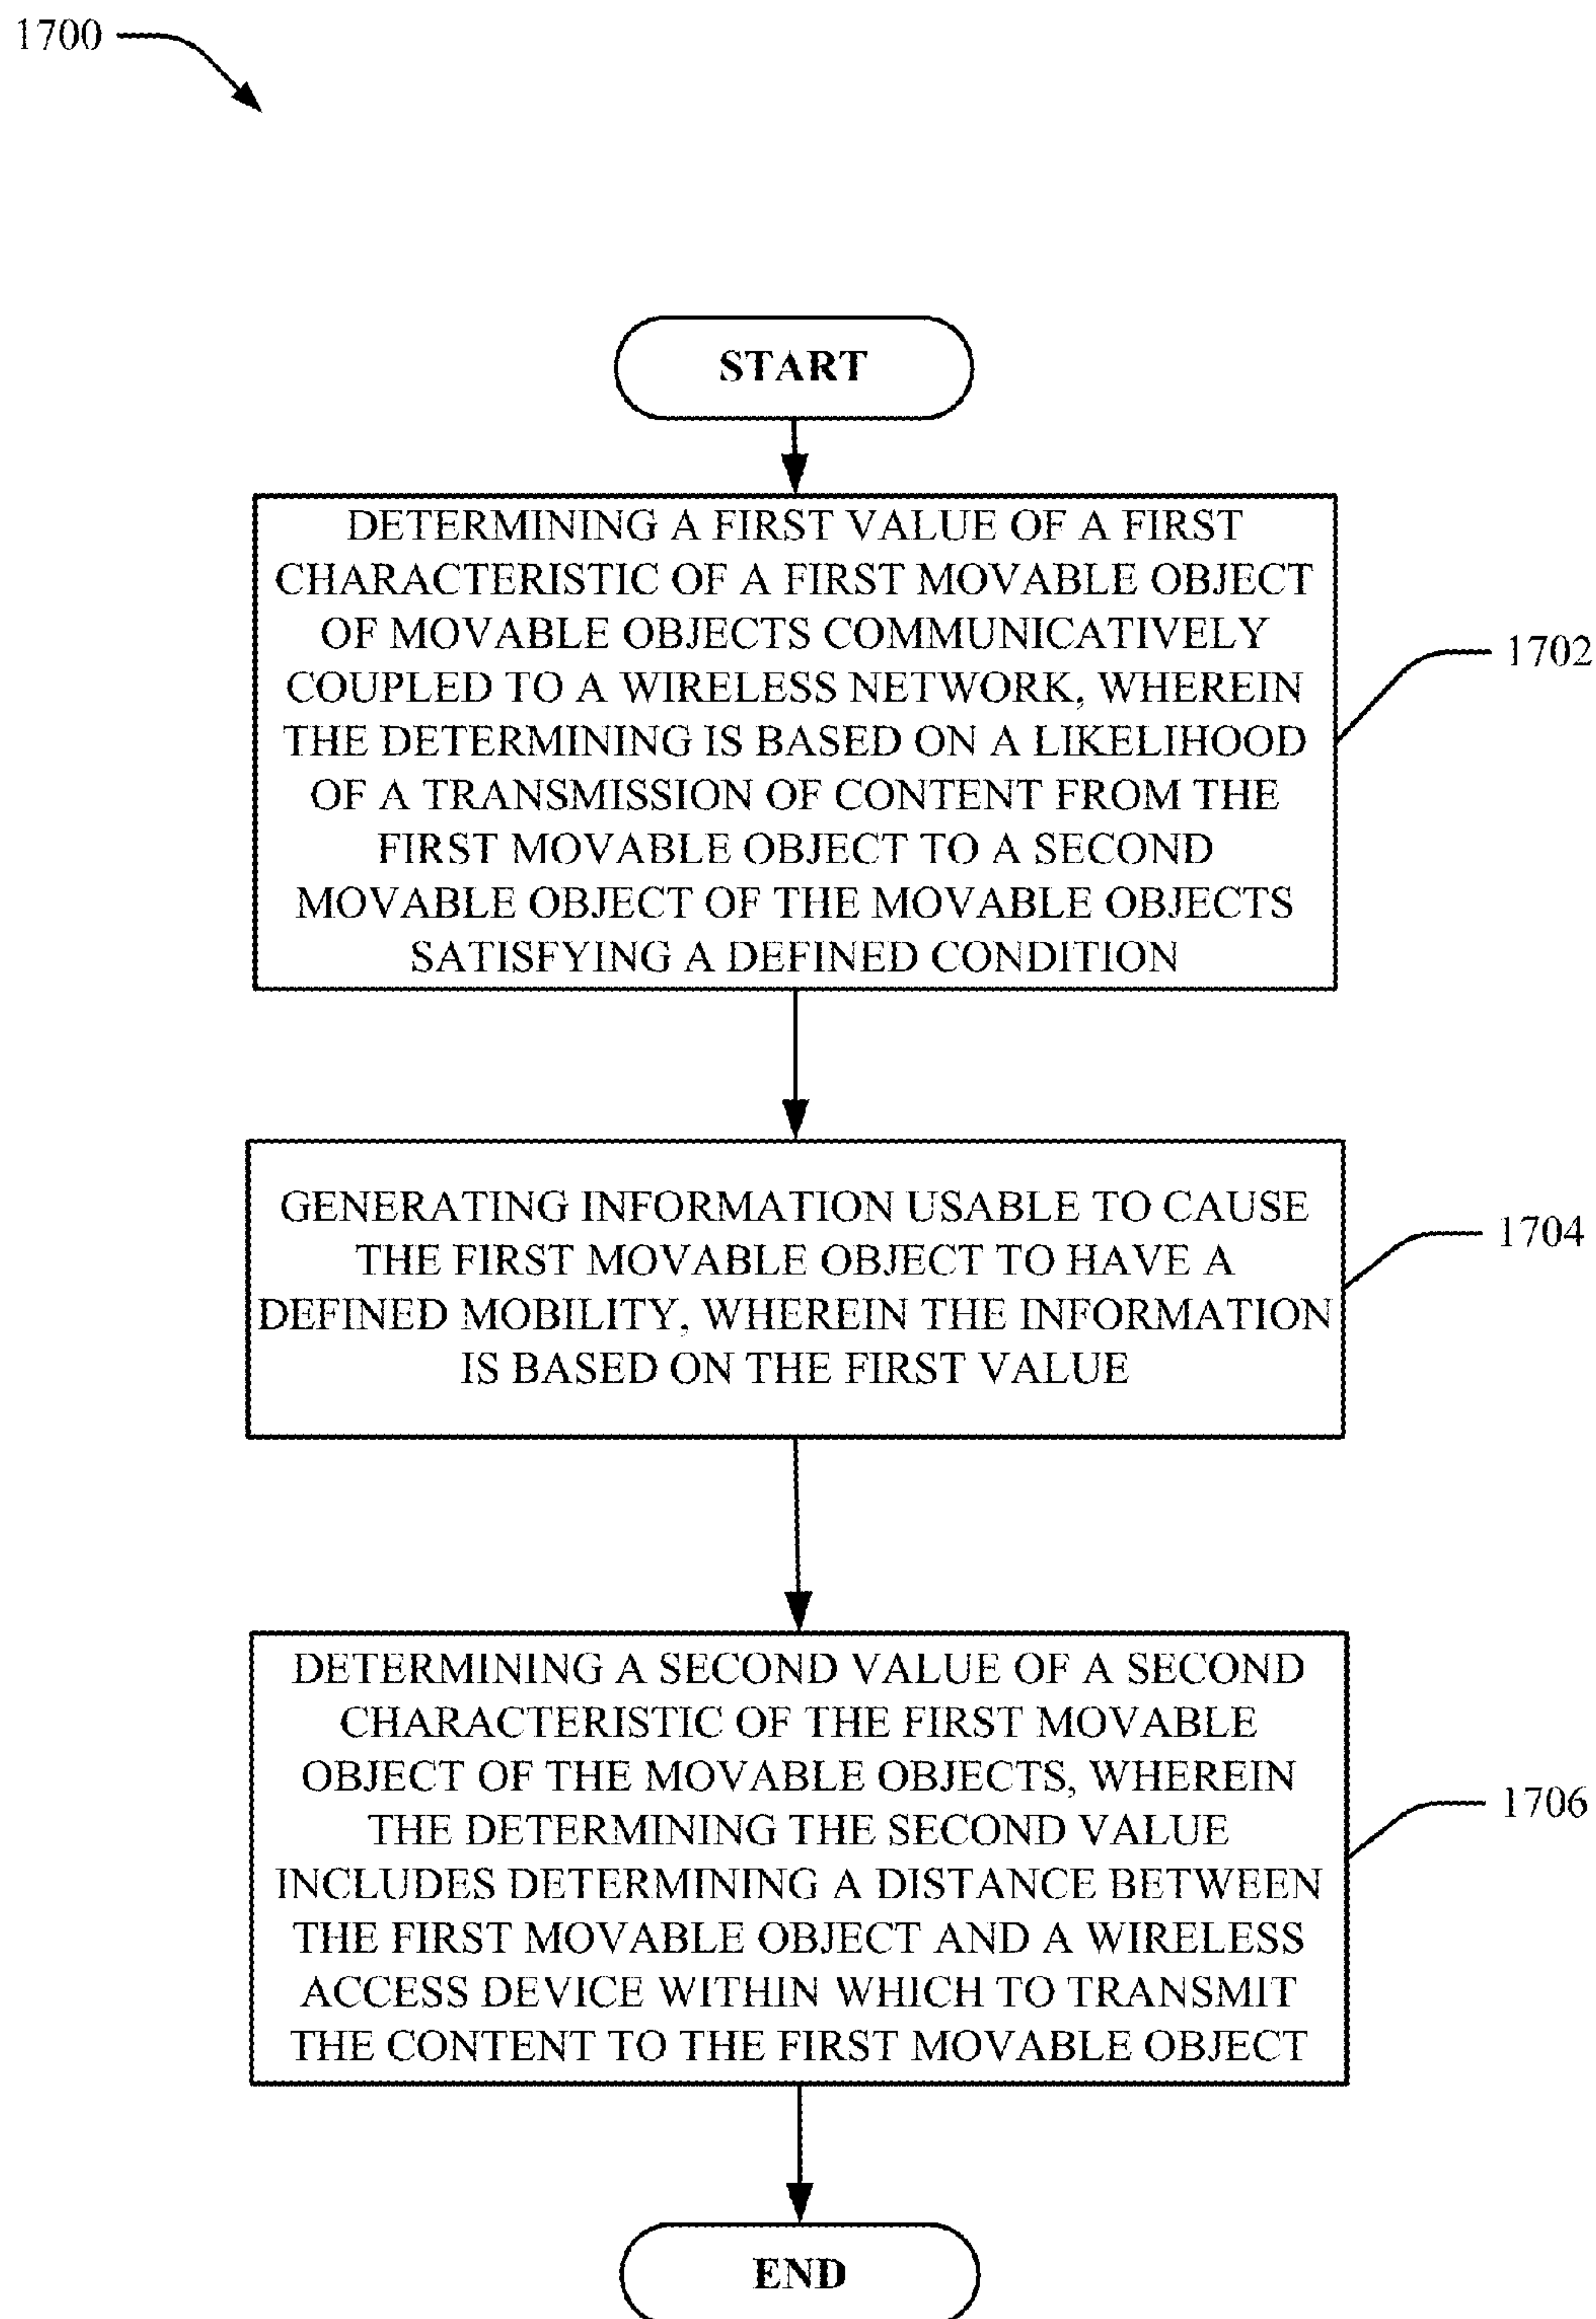 1700
START
DETERMINING A FIRST VALUE OF A FIRST
CHARACTERISTIC OF A FIRST MOVABLE OBJECT
OF MOVABLE OBJECTS COMMUNICATIVELY
COUPLED TO A WIRELESS NETWORK, WHEREIN
THE DETERMINING IS BASED ON A LIKELIHOOD
OF A TRANSMISSION OF CONTENT FROM THE
FIRST MOVABLE OBJECT TO A SECOND
MOVABLE OBJECT OF THE MOVABLE OBJECTS
SATISFYING A DEFINED CONDITION
1702
GENERATING INFORMATION USABLE TO CAUSE
THE FIRST MOVABLE OBJECT TO HAVE A
DEFINED MOBILITY, WHEREIN THE INFORMATION
IS BASED ON THE FIRST VALUE
1704
DETERMINING A SECOND VALUE OF A SECOND
CHARACTERISTIC OF THE FIRST MOVABLE
OBJECT OF THE MOVABLE OBJECTS, WHEREIN
THE DETERMINING THE SECOND VALUE
INCLUDES DETERMINING A DISTANCE BETWEEN
THE FIRST MOVABLE OBJECT AND A WIRELESS
ACCESS DEVICE WITHIN WHICH TO TRANSMIT
THE CONTENT TO THE FIRST MOVABLE OBJECT
1706
END